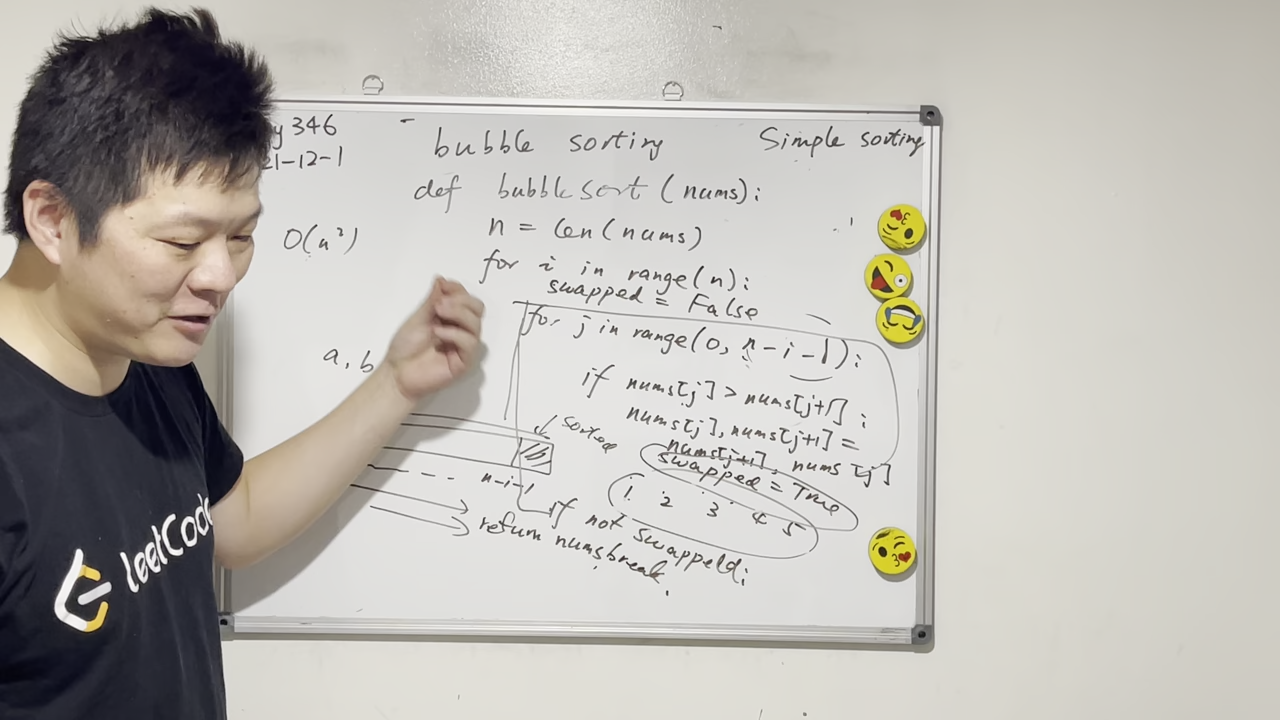 y 346
21-12-1
bubble sorting
Simple sorting
def bubblesort (nums):
O(n²)
n = len(nums)
for i in range(n):
swapped = False
for j in range(0, n-i-1):
a, b
if nums[j] > nums[j+1]:
nums[j], nums[j+1] =
nums[j+1], nums[j]
swapped = True
sorted
n-i-1
1 2 3 4 5
if not swappeld:
break
return nums
LeetCode